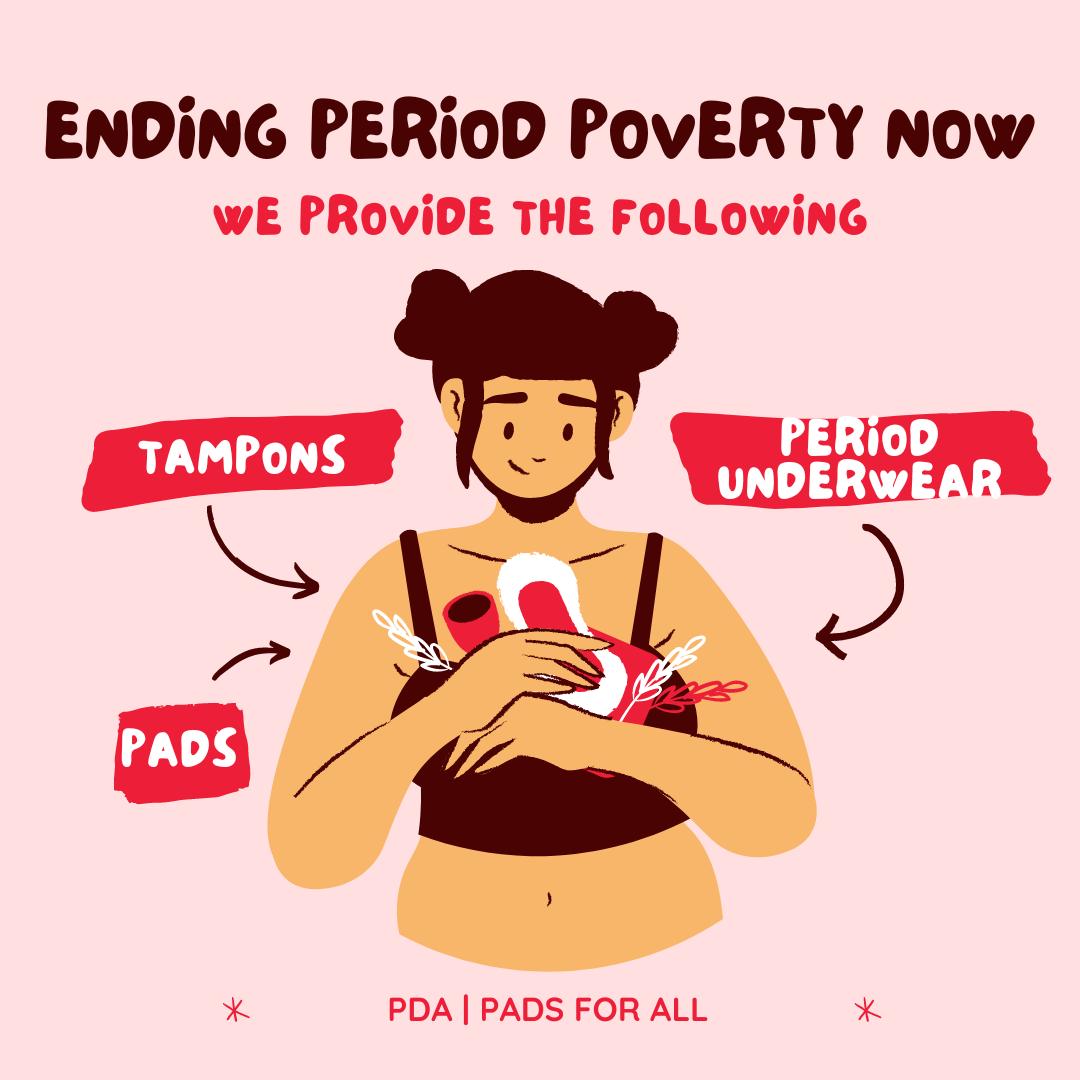 ENDING PERIOD POVERTY NOW
WE PROVIDE THE FOLLOWING
TAMPONS
PERIOD
UNDERWEAR
PADS
PDA | PADS FOR ALL